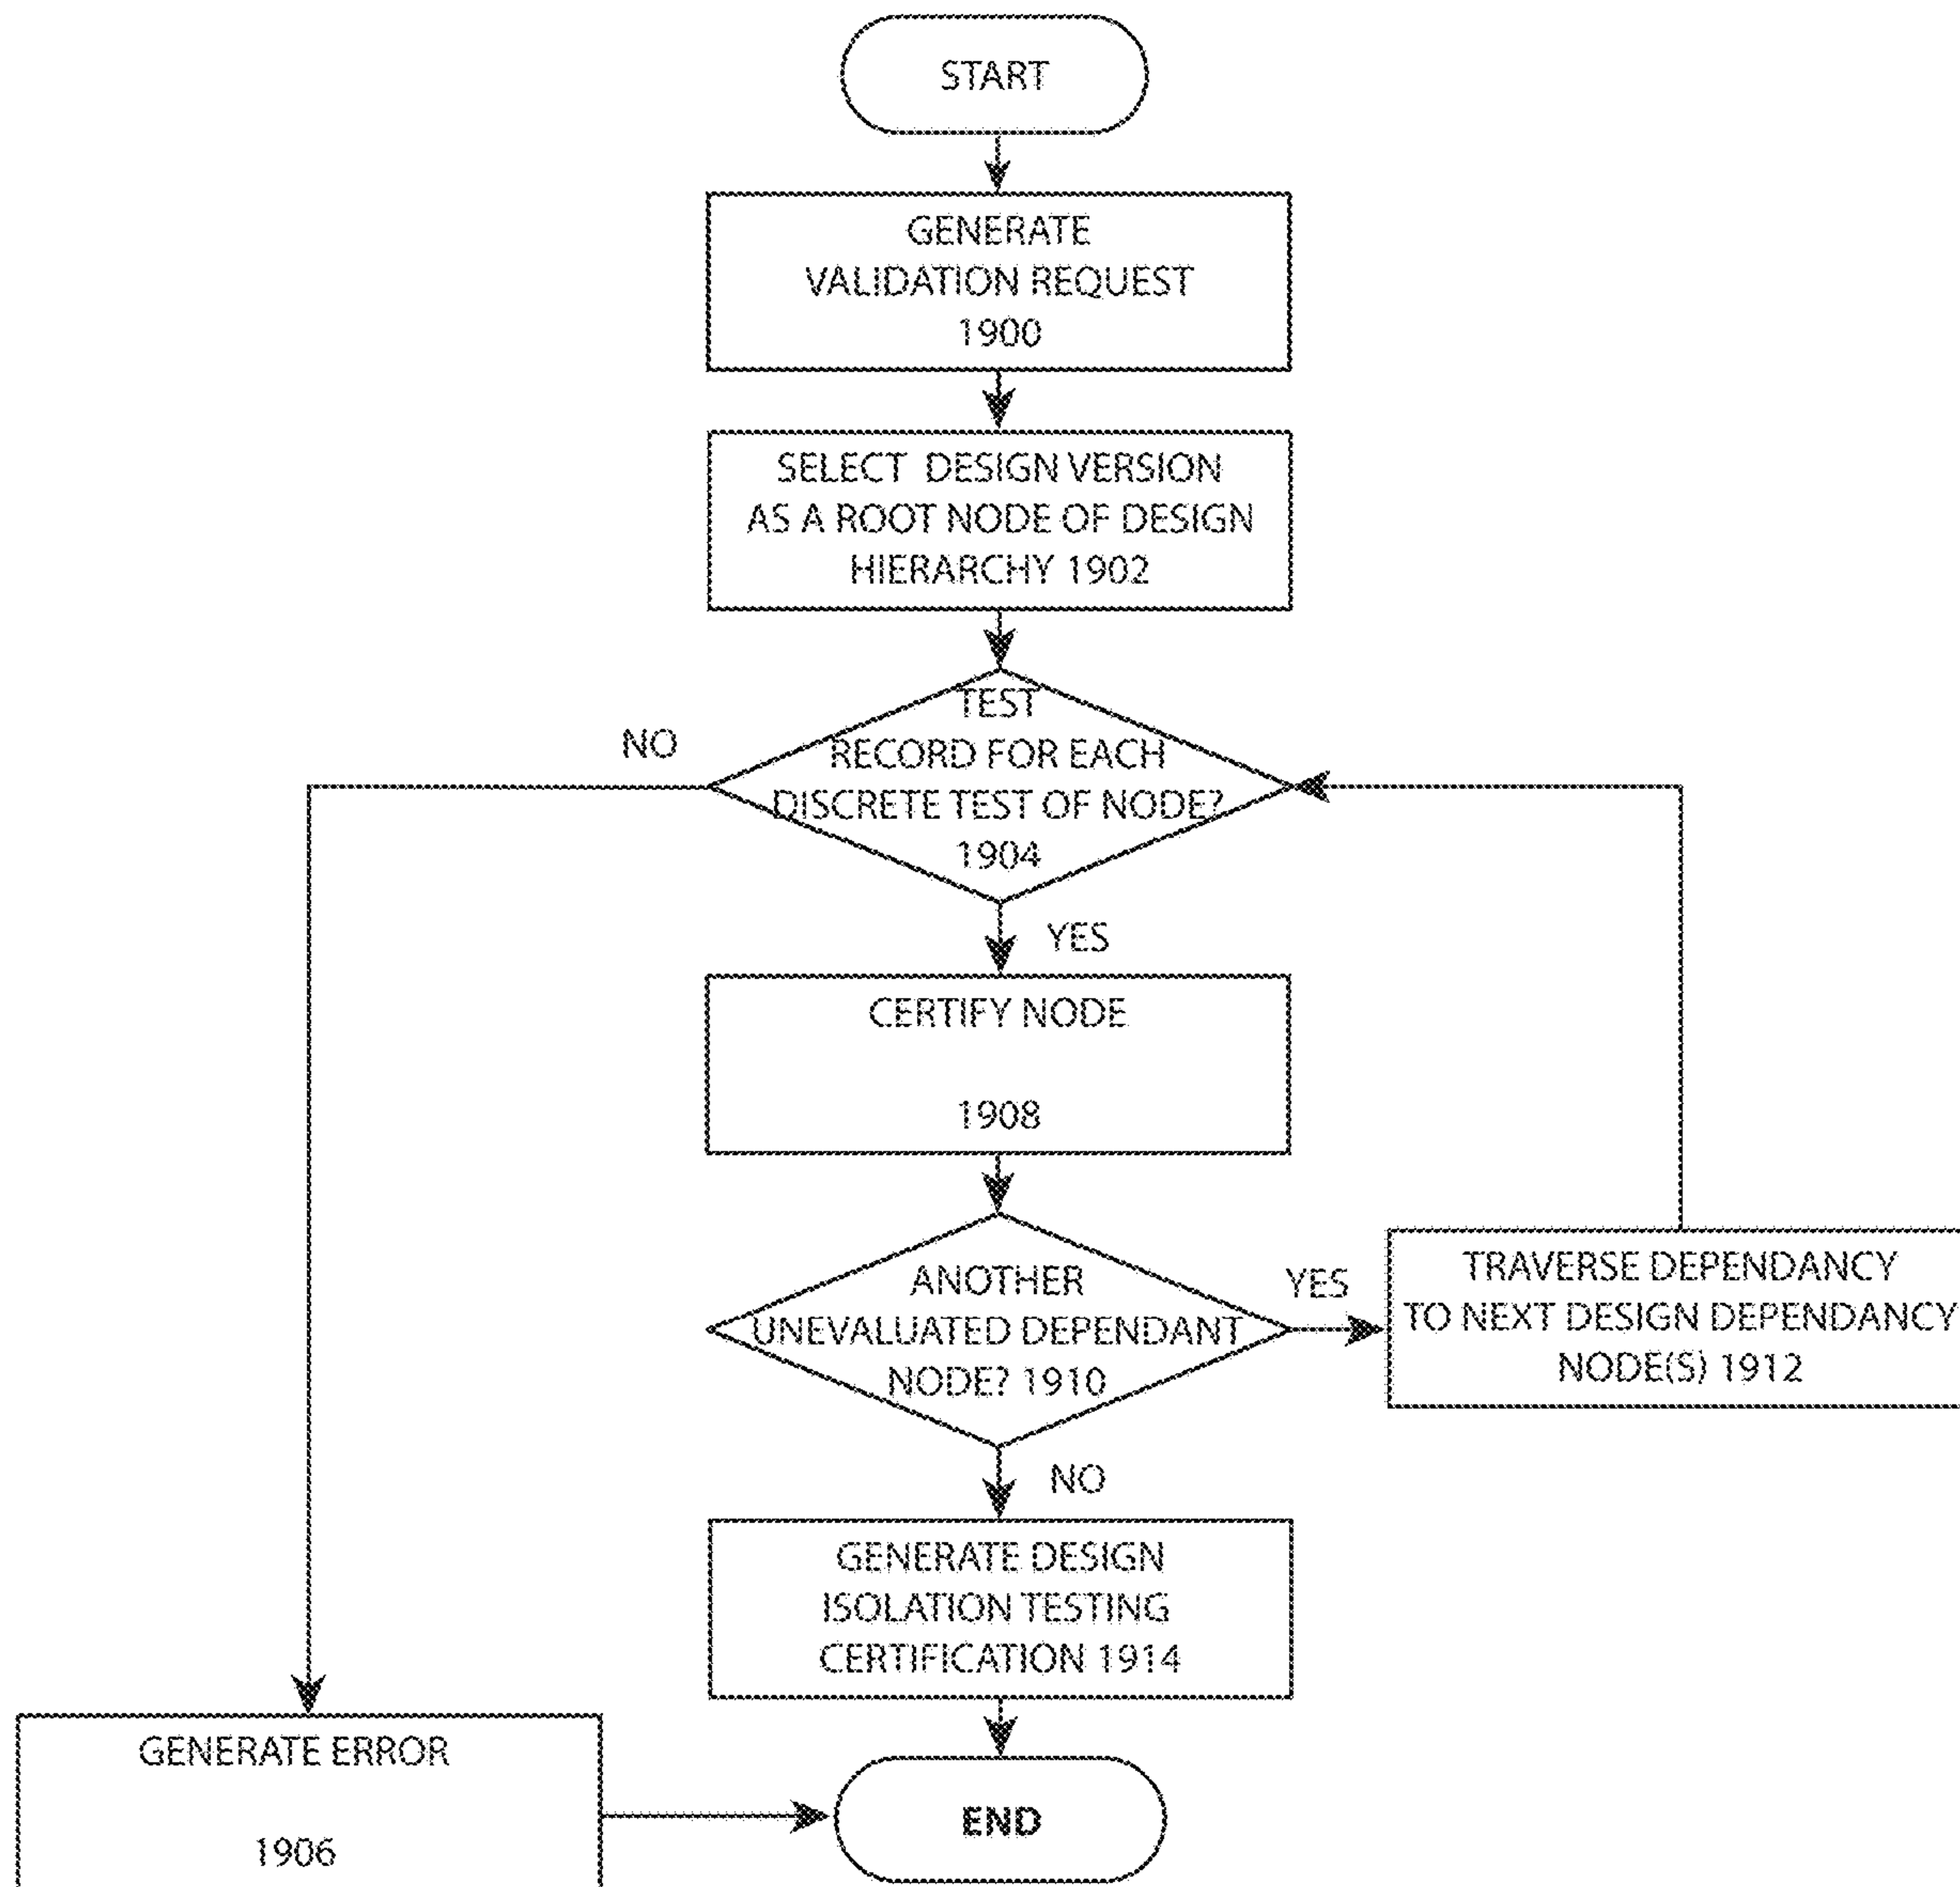 START
GENERATE
VALIDATION REQUEST
1900
SELECT DESIGN VERSION
AS A ROOT NODE OF DESIGN
HIERARCHY 1902
TEST
RECORD FOR EACH
DISCRETE TEST OF NODE?
1904
NO
YES
CERTIFY NODE
1908
ANOTHER
UNEVALUATED DEPENDANT
NODE? 1910
YES
TRAVERSE DEPENDANCY
TO NEXT DESIGN DEPENDANCY
NODE(S) 1912
NO
GENERATE DESIGN
ISOLATION TESTING
CERTIFICATION 1914
GENERATE ERROR
1906
END